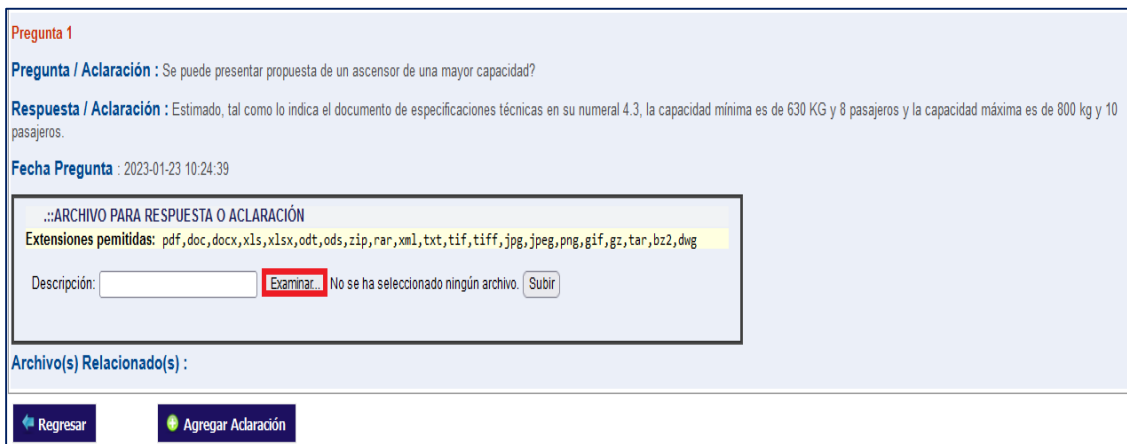 Pregunta 1
Pregunta / Aclaración : Se puede presentar propuesta de un ascensor de una mayor capacidad?
Respuesta / Aclaración : Estimado, tal como lo indica el documento de especificaciones técnicas en su numeral 4.3, la capacidad mínima es de 630 KG y 8 pasajeros y la capacidad máxima es de 800 kg y 10
pasajeros.
Fecha Pregunta : 2023-01-23 10:24:39
.::ARCHIVO PARA RESPUESTA O ACLARACIÓN
Extensiones pemitidas: pdf,doc,docx,xls,xlsx,odt,ods,zip,rar,xml,txt,tif,tiff,jpg,jpeg,png,gif,gz,tar,bz2,dwg
Descripción: Examinar... No se ha seleccionado ningún archivo. Subir
Archivo(s) Relacionado(s) :
Regresar Agregar Aclaración